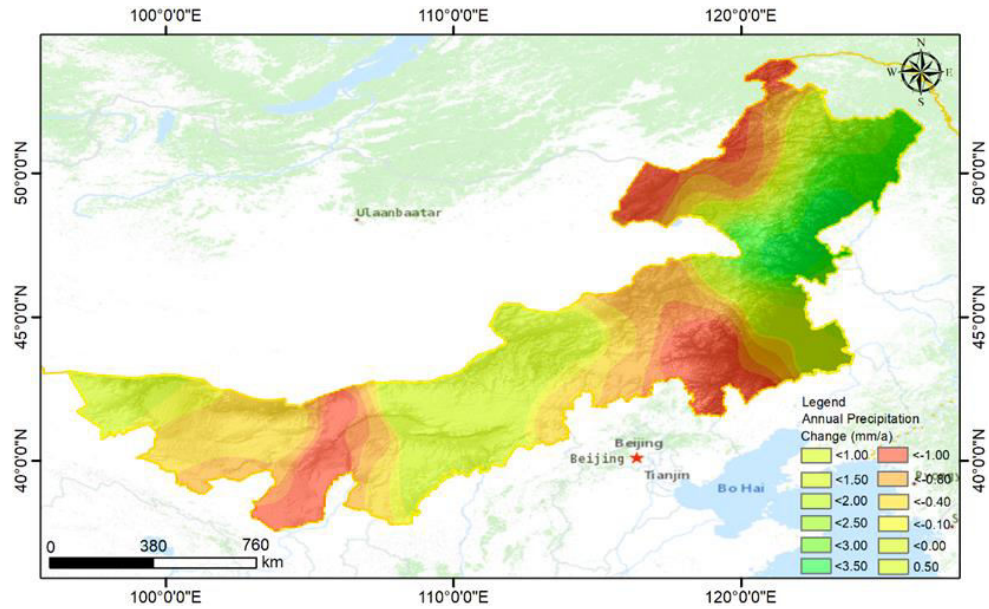 100°0'0"E 110°0'0"E 120°0'0"E
N
W E
S
50°0'0"N 50°0'0"N
Ulaanbaatar
45°0'0"N 45°0'0"N
40°0'0"N 40°0'0"N
Beijing
Beijing
Tianjin
Bo Hai
Legend
Annual Precipitation
Change (mm/a)
<1.00 <-1.00
<1.50 <-0.80
<2.00 <-0.40
<2.50 <-0.10
<3.00 <0.00
<3.50 0.50
0 380 760
km
100°0'0"E 110°0'0"E 120°0'0"E